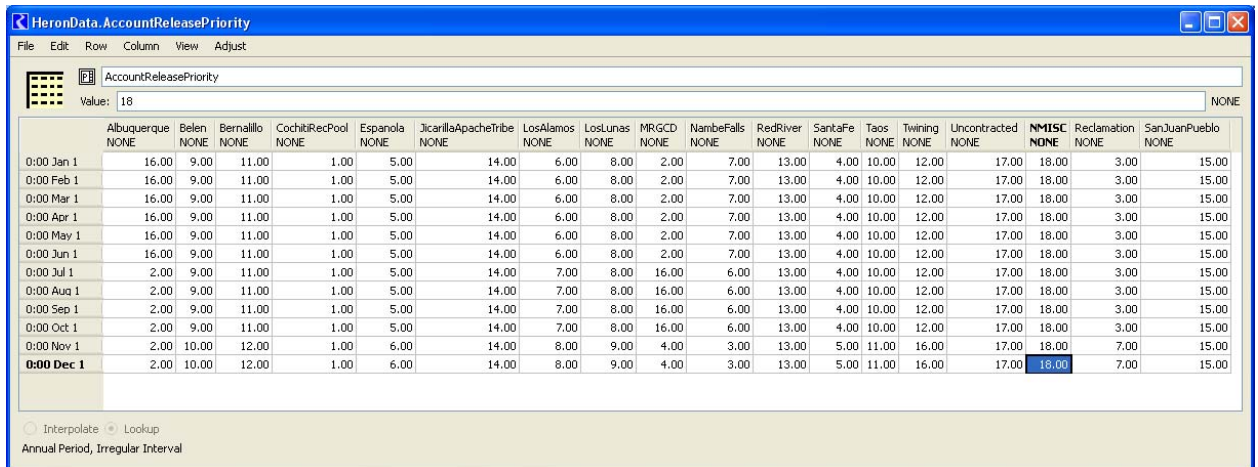 HeronData.AccountReleasePriority
File Edit Row Column View Adjust
AccountReleasePriority
Value: 18 NONE
Albuquerque Belen Bernalillo CochitiRecPool Espanola JicarillaApacheTribe LosAlamos LosLunas MRGCD NambeFalls RedRiver SantaFe Taos Twining Uncontracted NMISC Reclamation SanJuanPueblo
NONE NONE NONE NONE NONE NONE NONE NONE NONE NONE NONE NONE NONE NONE NONE NONE NONE NONE
0:00 Jan 1 16.00 9.00 11.00 1.00 5.00 14.00 6.00 8.00 2.00 7.00 13.00 4.00 10.00 12.00 17.00 18.00 3.00 15.00
0:00 Feb 1 16.00 9.00 11.00 1.00 5.00 14.00 6.00 8.00 2.00 7.00 13.00 4.00 10.00 12.00 17.00 18.00 3.00 15.00
0:00 Mar 1 16.00 9.00 11.00 1.00 5.00 14.00 6.00 8.00 2.00 7.00 13.00 4.00 10.00 12.00 17.00 18.00 3.00 15.00
0:00 Apr 1 16.00 9.00 11.00 1.00 5.00 14.00 6.00 8.00 2.00 7.00 13.00 4.00 10.00 12.00 17.00 18.00 3.00 15.00
0:00 May 1 16.00 9.00 11.00 1.00 5.00 14.00 6.00 8.00 2.00 7.00 13.00 4.00 10.00 12.00 17.00 18.00 3.00 15.00
0:00 Jun 1 16.00 9.00 11.00 1.00 5.00 14.00 6.00 8.00 2.00 7.00 13.00 4.00 10.00 12.00 17.00 18.00 3.00 15.00
0:00 Jul 1 2.00 9.00 11.00 1.00 5.00 14.00 7.00 8.00 16.00 6.00 13.00 4.00 10.00 12.00 17.00 18.00 3.00 15.00
0:00 Aug 1 2.00 9.00 11.00 1.00 5.00 14.00 7.00 8.00 16.00 6.00 13.00 4.00 10.00 12.00 17.00 18.00 3.00 15.00
0:00 Sep 1 2.00 9.00 11.00 1.00 5.00 14.00 7.00 8.00 16.00 6.00 13.00 4.00 10.00 12.00 17.00 18.00 3.00 15.00
0:00 Oct 1 2.00 9.00 11.00 1.00 5.00 14.00 7.00 8.00 16.00 6.00 13.00 4.00 10.00 12.00 17.00 18.00 3.00 15.00
0:00 Nov 1 2.00 10.00 12.00 1.00 6.00 14.00 8.00 9.00 4.00 3.00 13.00 5.00 11.00 16.00 17.00 18.00 7.00 15.00
0:00 Dec 1 2.00 10.00 12.00 1.00 6.00 14.00 8.00 9.00 4.00 3.00 13.00 5.00 11.00 16.00 17.00 18.00 7.00 15.00
Interpolate Lookup
Annual Period, Irregular Interval